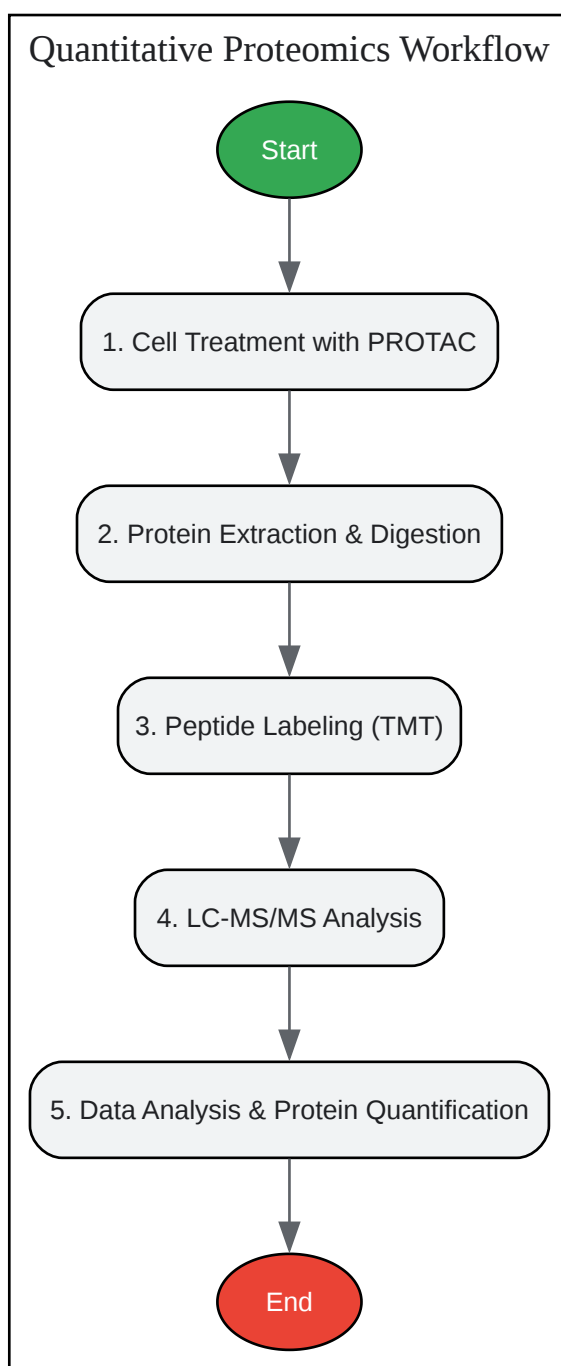 Quantitative Proteomics Workflow
Start
1. Cell Treatment with PROTAC
2. Protein Extraction & Digestion
3. Peptide Labeling (TMT)
4. LC-MS/MS Analysis
5. Data Analysis & Protein Quantification
End